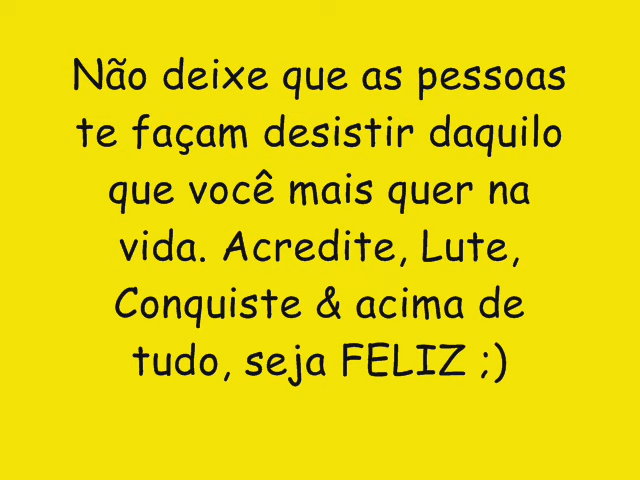 Não deixe que as pessoas
te façam desistir daquilo
que você mais quer na
vida. Acredite, Lute,
Conquiste & acima de
tudo, seja FELIZ ;)